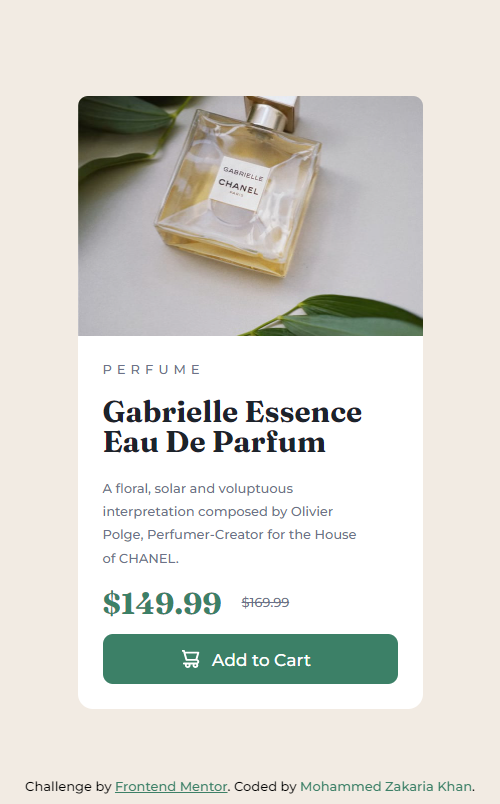 GABRIELLE
CHANEL
PARIS
PERFUME
Gabrielle Essence
Eau De Parfum
A floral, solar and voluptuous
interpretation composed by Olivier
Polge, Perfumer-Creator for the House
of CHANEL.
$149.99 $169.99
Add to Cart
Challenge by Frontend Mentor. Coded by Mohammed Zakaria Khan.